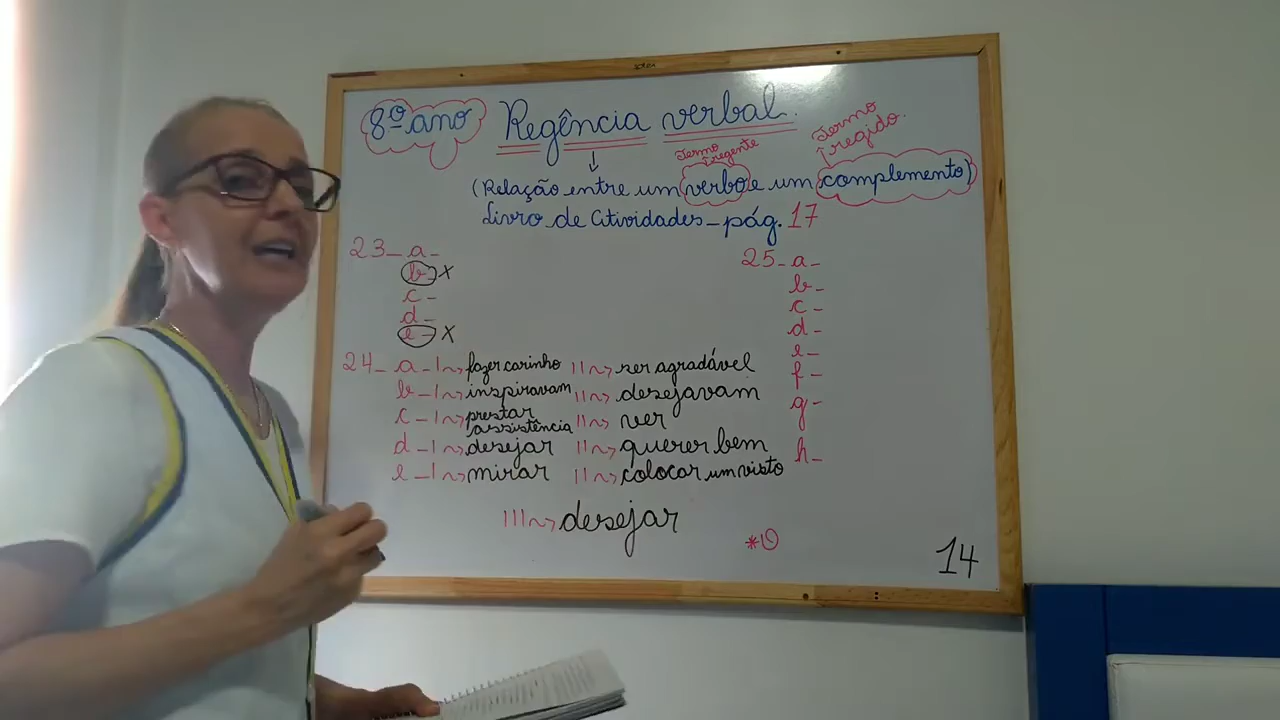 8º ano Regência verbal.
Termo regente
Termo regido.
(Relação entre um verbo e um complemento)
Livro de Atividades - pág. 17
23 - a -
b - x
c -
d -
e - x
24 - a - I ~> fazer carinho II ~> ser agradável
b - I ~> inspiravam II ~> desejavam
c - I ~> prestar assistência II ~> ver
d - I ~> desejar II ~> querer bem
e - I ~> mirar II ~> colocar um visto
III ~> desejar
25 - a -
b -
c -
d -
e -
f -
g -
h -
14